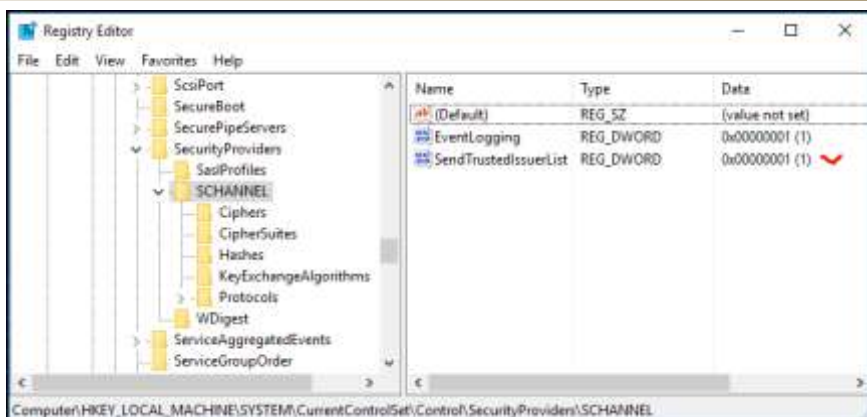 Registry Editor
File Edit View Favorites Help
ScsiPort
SecureBoot
SecurePipeServers
SecurityProviders
SaslProfiles
SCHANNEL
Ciphers
CipherSuites
Hashes
KeyExchangeAlgorithms
Protocols
WDigest
ServiceAggregatedEvents
ServiceGroupOrder
Name Type Data
ab (Default) REG_SZ (value not set)
EventLogging REG_DWORD 0x00000001 (1)
SendTrustedIssuerList REG_DWORD 0x00000001 (1)
Computer\HKEY_LOCAL_MACHINE\SYSTEM\CurrentControlSet\Control\SecurityProviders\SCHANNEL